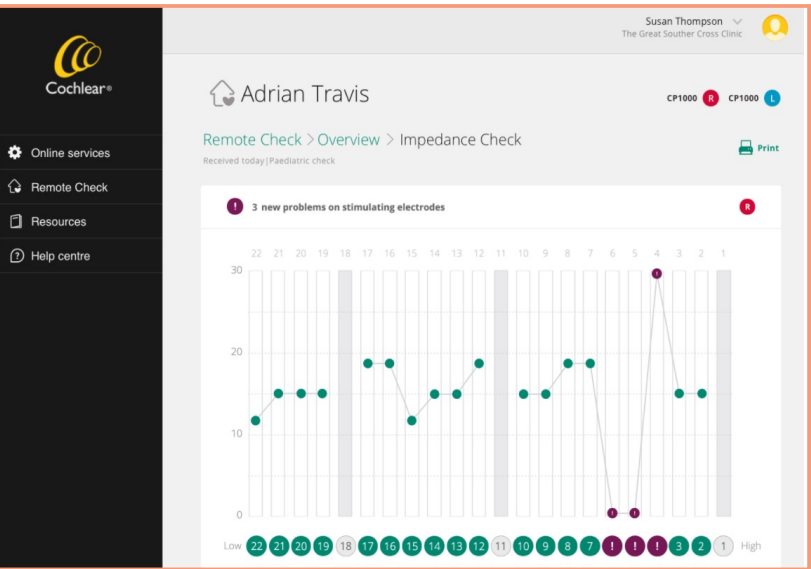 Susan Thompson
The Great Souther Cross Clinic
Cochlear®
Adrian Travis
CP1000 R CP1000 L
Remote Check > Overview > Impedance Check
Print
Received today|Paediatric check
Online services
Remote Check
Resources
Help centre
! 3 new problems on stimulating electrodes R
22 21 20 19 18 17 16 15 14 13 12 11 10 9 8 7 6 5 4 3 2 1
30
20
10
0
! ! !
Low 22 21 20 19 18 17 16 15 14 13 12 11 10 9 8 7 ! ! ! 3 2 1 High